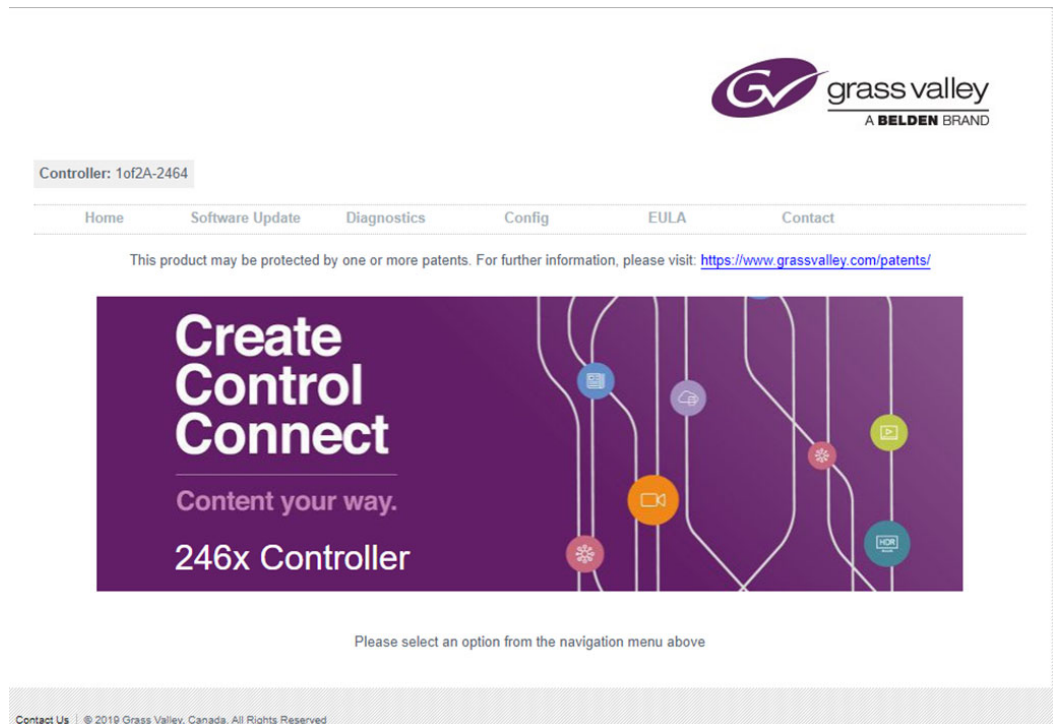 grass valley
A BELDEN BRAND
Controller: 1of2A-2464
Home Software Update Diagnostics Config EULA Contact
This product may be protected by one or more patents. For further information, please visit: https://www.grassvalley.com/patents/
Create
Control
Connect
Content your way.
246x Controller
HDR
Please select an option from the navigation menu above
Contact Us © 2019 Grass Valley, Canada. All Rights Reserved